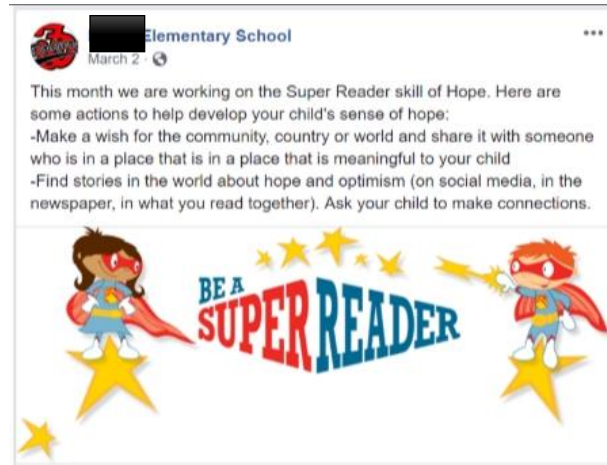 Elementary School
March 2
This month we are working on the Super Reader skill of Hope. Here are
some actions to help develop your child's sense of hope:
-Make a wish for the community, country or world and share it with someone
who is in a place that is in a place that is meaningful to your child
-Find stories in the world about hope and optimism (on social media, in the
newspaper, in what you read together). Ask your child to make connections.
BE A
SUPER READER